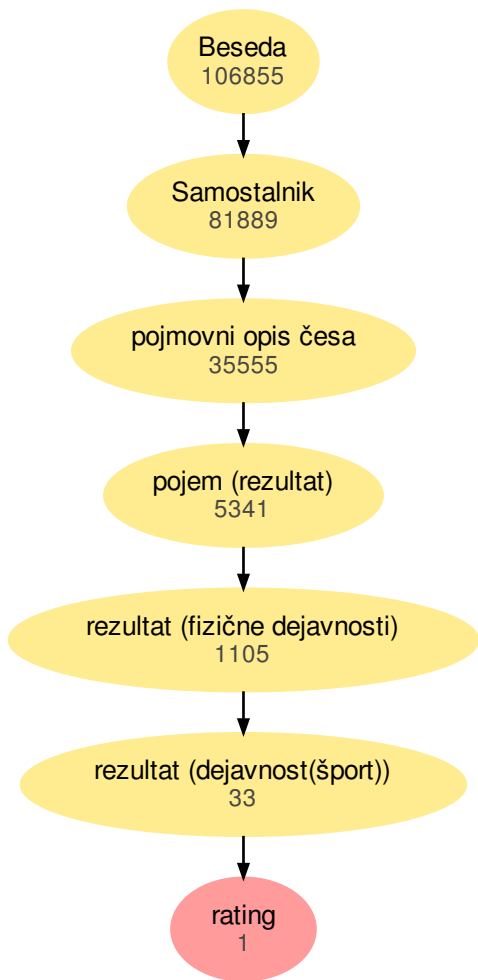 Beseda
106855
Samostalnik
81889
pojmovni opis česa
35555
pojem (rezultat)
5341
rezultat (fizične dejavnosti)
1105
rezultat (dejavnost(šport))
33
rating
1